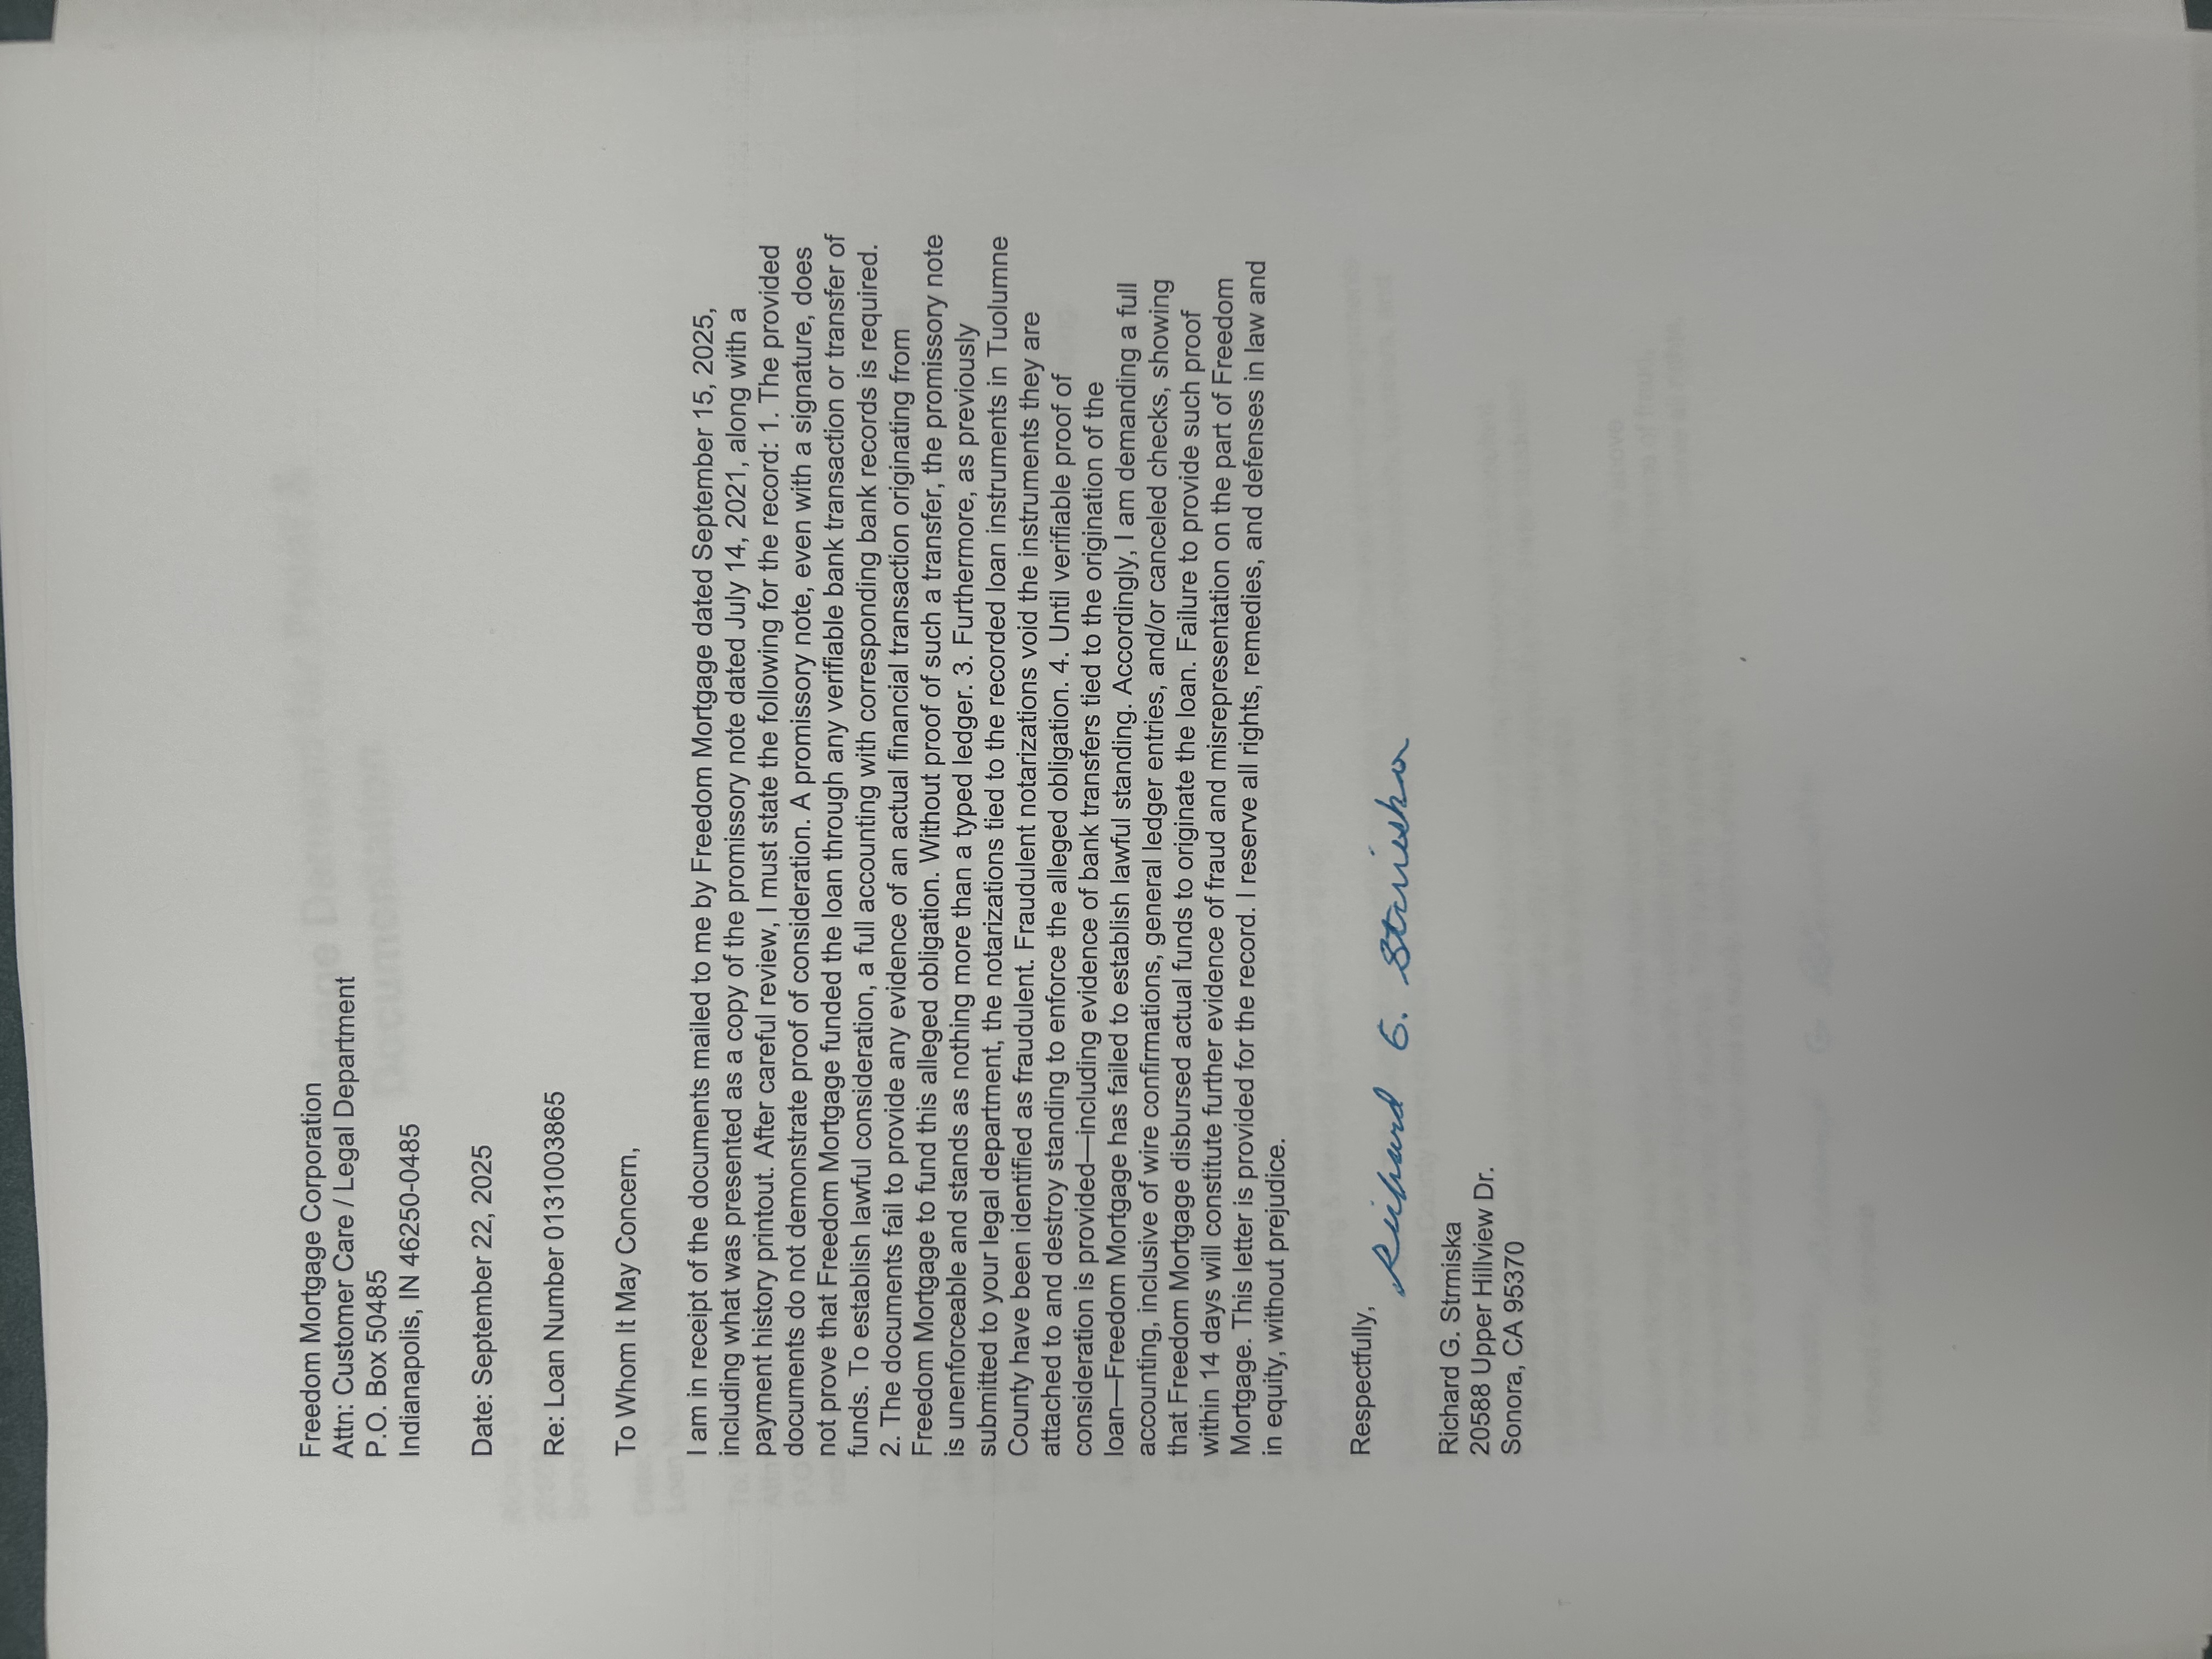 Freedom Mortgage Corporation
Attn: Customer Care / Legal Department
P.O. Box 50485
Indianapolis, IN 46250-0485
Date: September 22, 2025
Re: Loan Number 0131003865
To Whom It May Concern,
I am in receipt of the documents mailed to me by Freedom Mortgage dated September 15, 2025,
including what was presented as a copy of the promissory note dated July 14, 2021, along with a
payment history printout. After careful review, I must state the following for the record: 1. The provided
documents do not demonstrate proof of consideration. A promissory note, even with a signature, does
not prove that Freedom Mortgage funded the loan through any verifiable bank transaction or transfer of
funds. To establish lawful consideration, a full accounting with corresponding bank records is required.
2. The documents fail to provide any evidence of an actual financial transaction originating from
Freedom Mortgage to fund this alleged obligation. Without proof of such a transfer, the promissory note
is unenforceable and stands as nothing more than a typed ledger. 3. Furthermore, as previously
submitted to your legal department, the notarizations tied to the recorded loan instruments in Tuolumne
County have been identified as fraudulent. Fraudulent notarizations void the instruments they are
attached to and destroy standing to enforce the alleged obligation. 4. Until verifiable proof of
consideration is provided—including evidence of bank transfers tied to the origination of the
loan—Freedom Mortgage has failed to establish lawful standing. Accordingly, I am demanding a full
accounting, inclusive of wire confirmations, general ledger entries, and/or canceled checks, showing
that Freedom Mortgage disbursed actual funds to originate the loan. Failure to provide such proof
within 14 days will constitute further evidence of fraud and misrepresentation on the part of Freedom
Mortgage. This letter is provided for the record. I reserve all rights, remedies, and defenses in law and
in equity, without prejudice.
Respectfully,
Richard G. Strmiska
Richard G. Strmiska
20588 Upper Hillview Dr.
Sonora, CA 95370